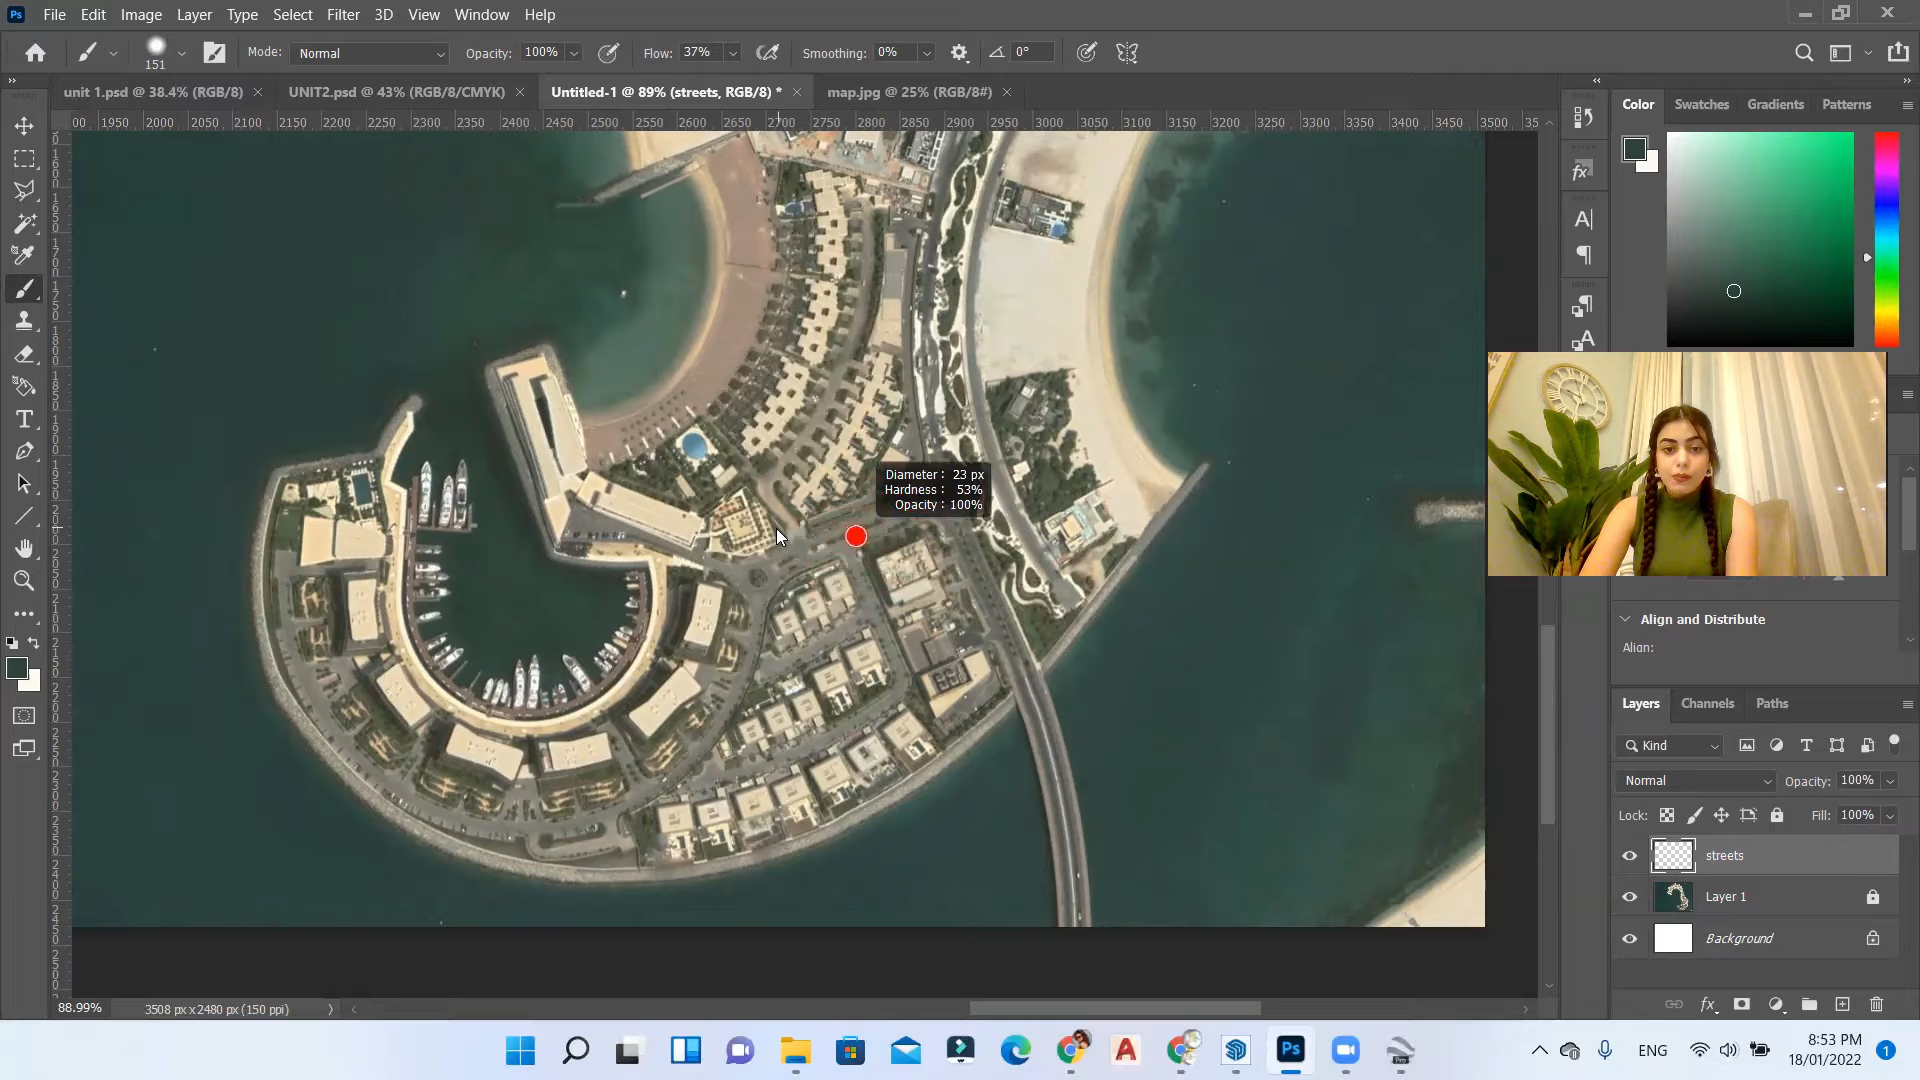 Ps File Edit Image Layer Type Select Filter 3D View Window Help
151 Mode: Normal Opacity: 100% Flow: 37% Smoothing: 0% 0°
unit 1.psd @ 38.4% (RGB/8) UNIT2.psd @ 43% (RGB/8/CMYK) Untitled-1 @ 89% (streets, RGB/8) * map.jpg @ 25% (RGB/8#)
00 1950 2000 2050 2100 2150 2200 2250 2300 2350 2400 2450 2500 2550 2600 2650 2700 2750 2800 2850 2900 2950 3000 3050 3100 3150 3200 3250 3300 3350 3400 3450 3500 35
Color Swatches Gradients Patterns
Diameter: 23 px
Hardness: 53%
Opacity: 100%
Align and Distribute
Align:
Layers Channels Paths
Kind
Normal Opacity: 100%
Lock: Fill: 100%
streets
Layer 1
Background
88.99% 3508 px x 2480 px (150 ppi)
Ps Pro ENG 8:53 PM
18/01/2022 1